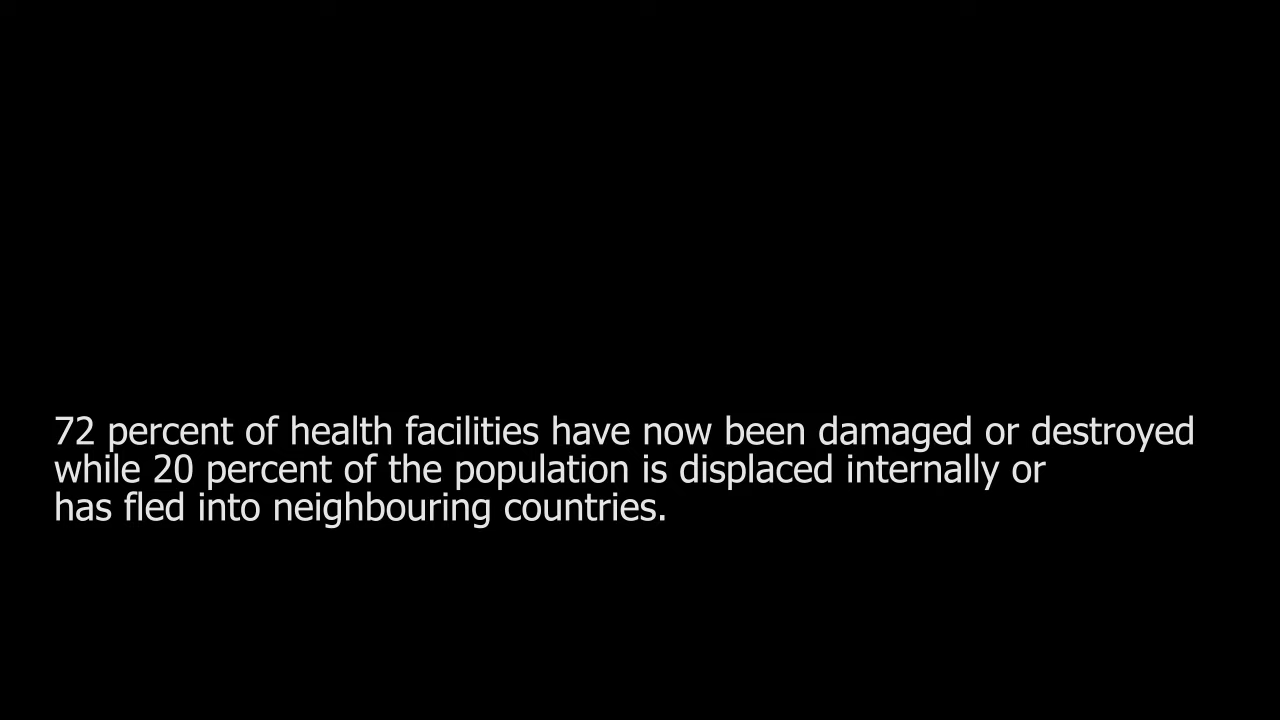 72 percent of health facilities have now been damaged or destroyed
while 20 percent of the population is displaced internally or
has fled into neighbouring countries.